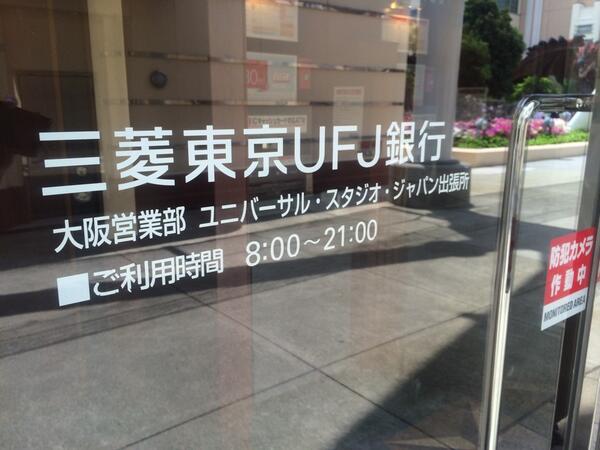 三菱東京UFJ銀行
大阪営業部 ユニバーサル・スタジオ・ジャパン出張所
■ご利用時間 8:00～21:00
防犯カメラ
作動中
MONITORED AREA